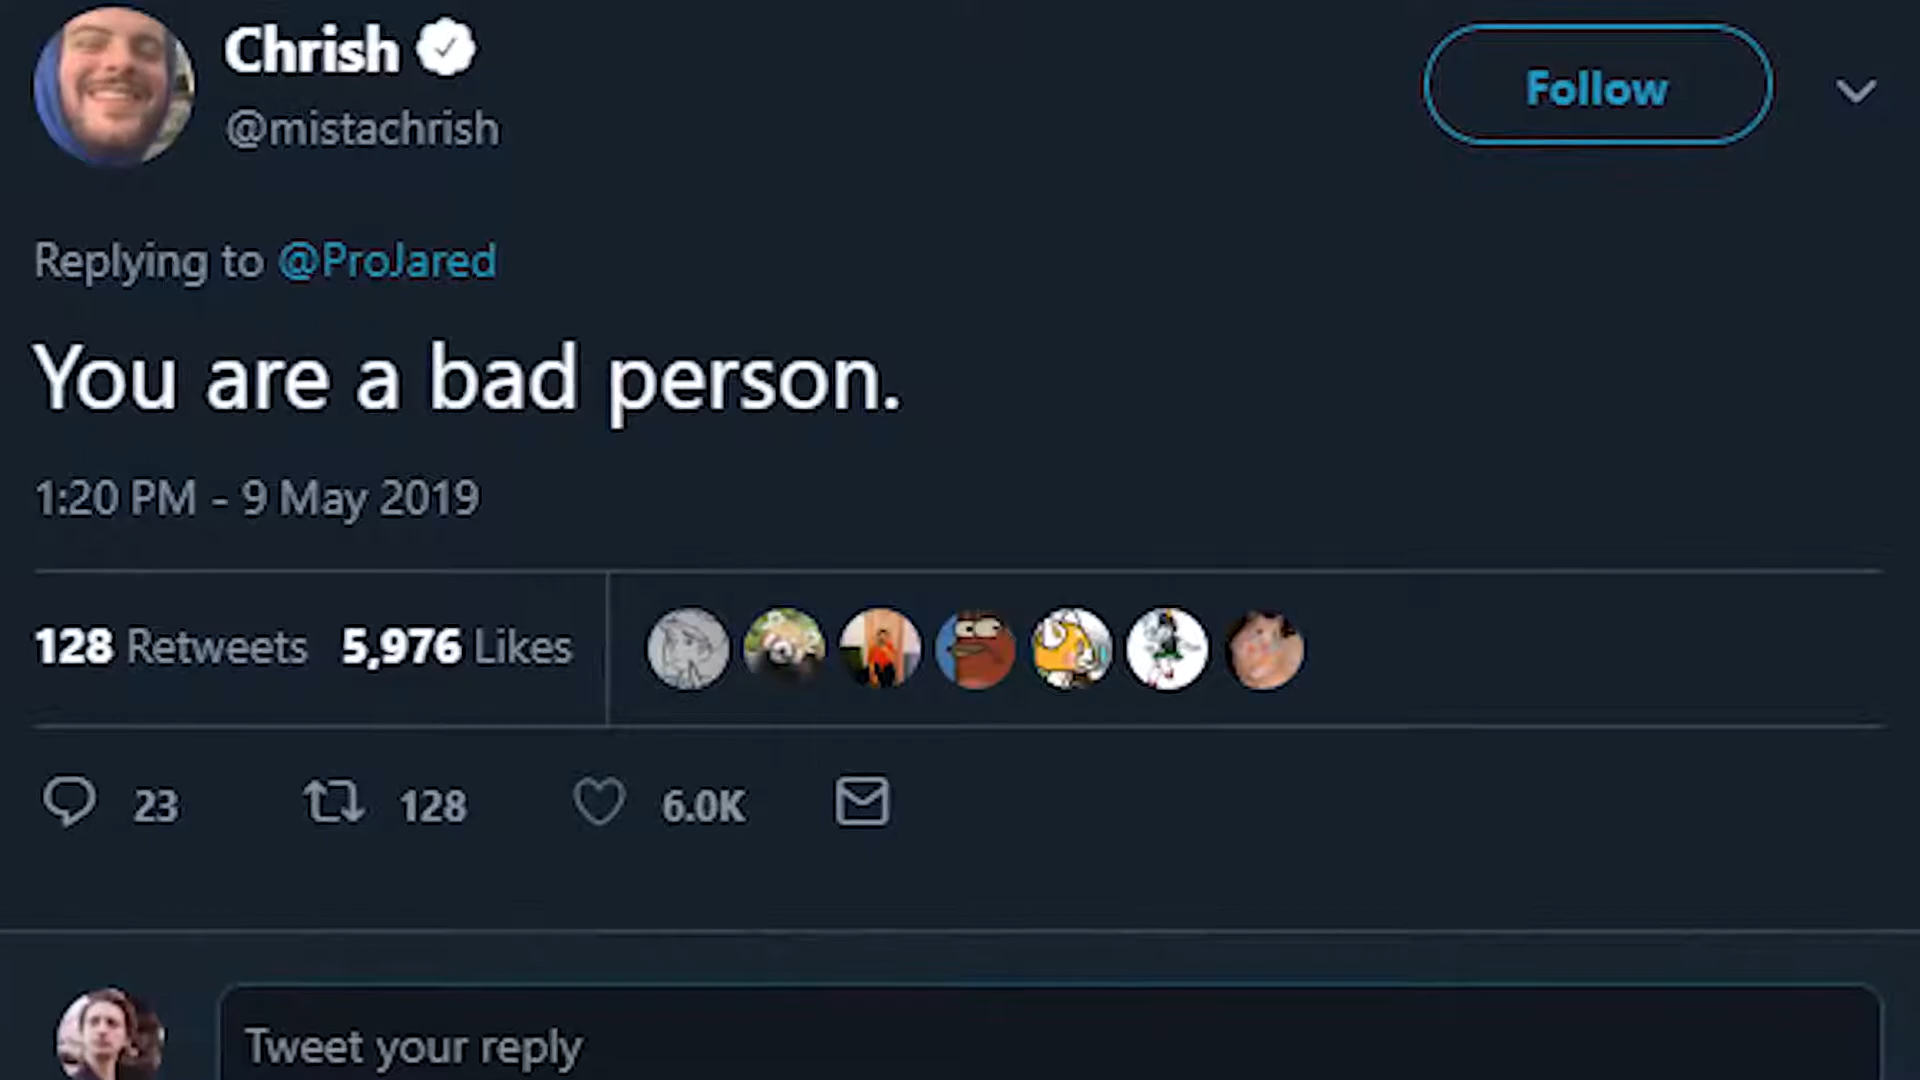 Chrish
@mistachrish
Follow
Replying to @ProJared
You are a bad person.
1:20 PM - 9 May 2019
128 Retweets 5,976 Likes
23 128 6.0K
Tweet your reply